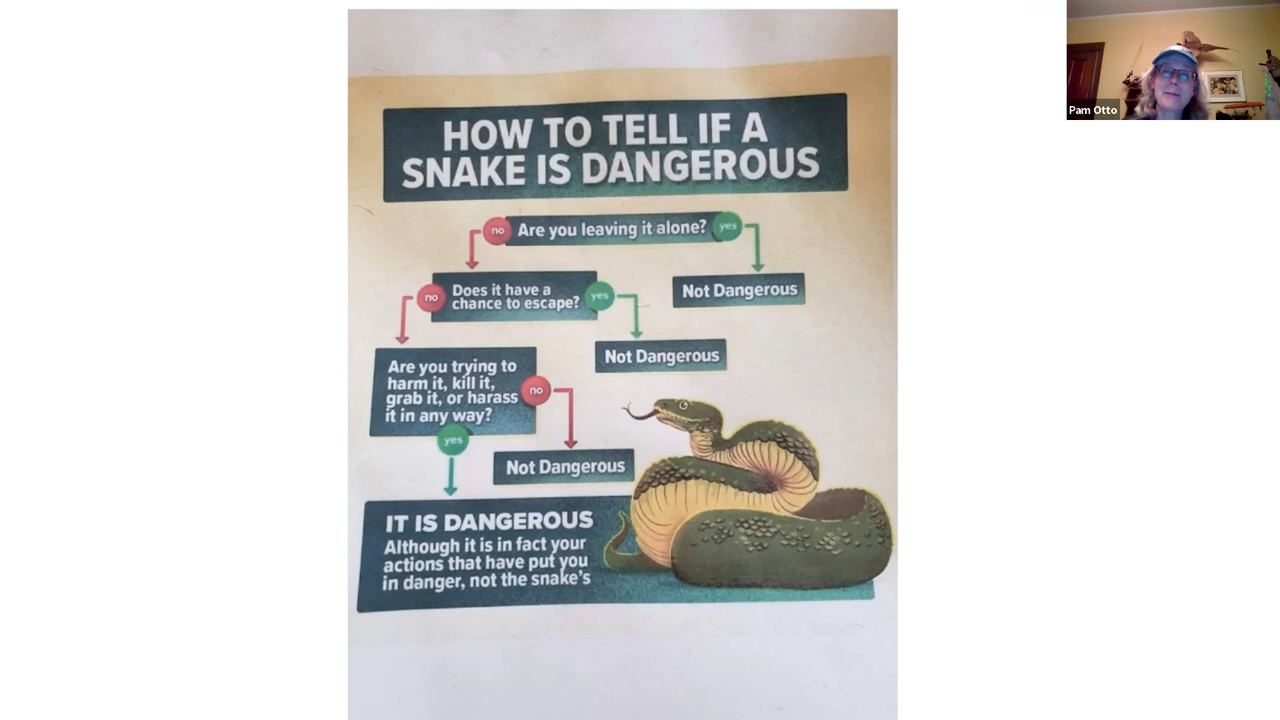 HOW TO TELL IF A
SNAKE IS DANGEROUS
no
Are you leaving it alone?
yes
no
Does it have a
chance to escape?
yes
Not Dangerous
Are you trying to
harm it, kill it,
grab it, or harass
it in any way?
no
yes
Not Dangerous
Not Dangerous
IT IS DANGEROUS
Although it is in fact your
actions that have put you
in danger, not the snake's
Pam Otto